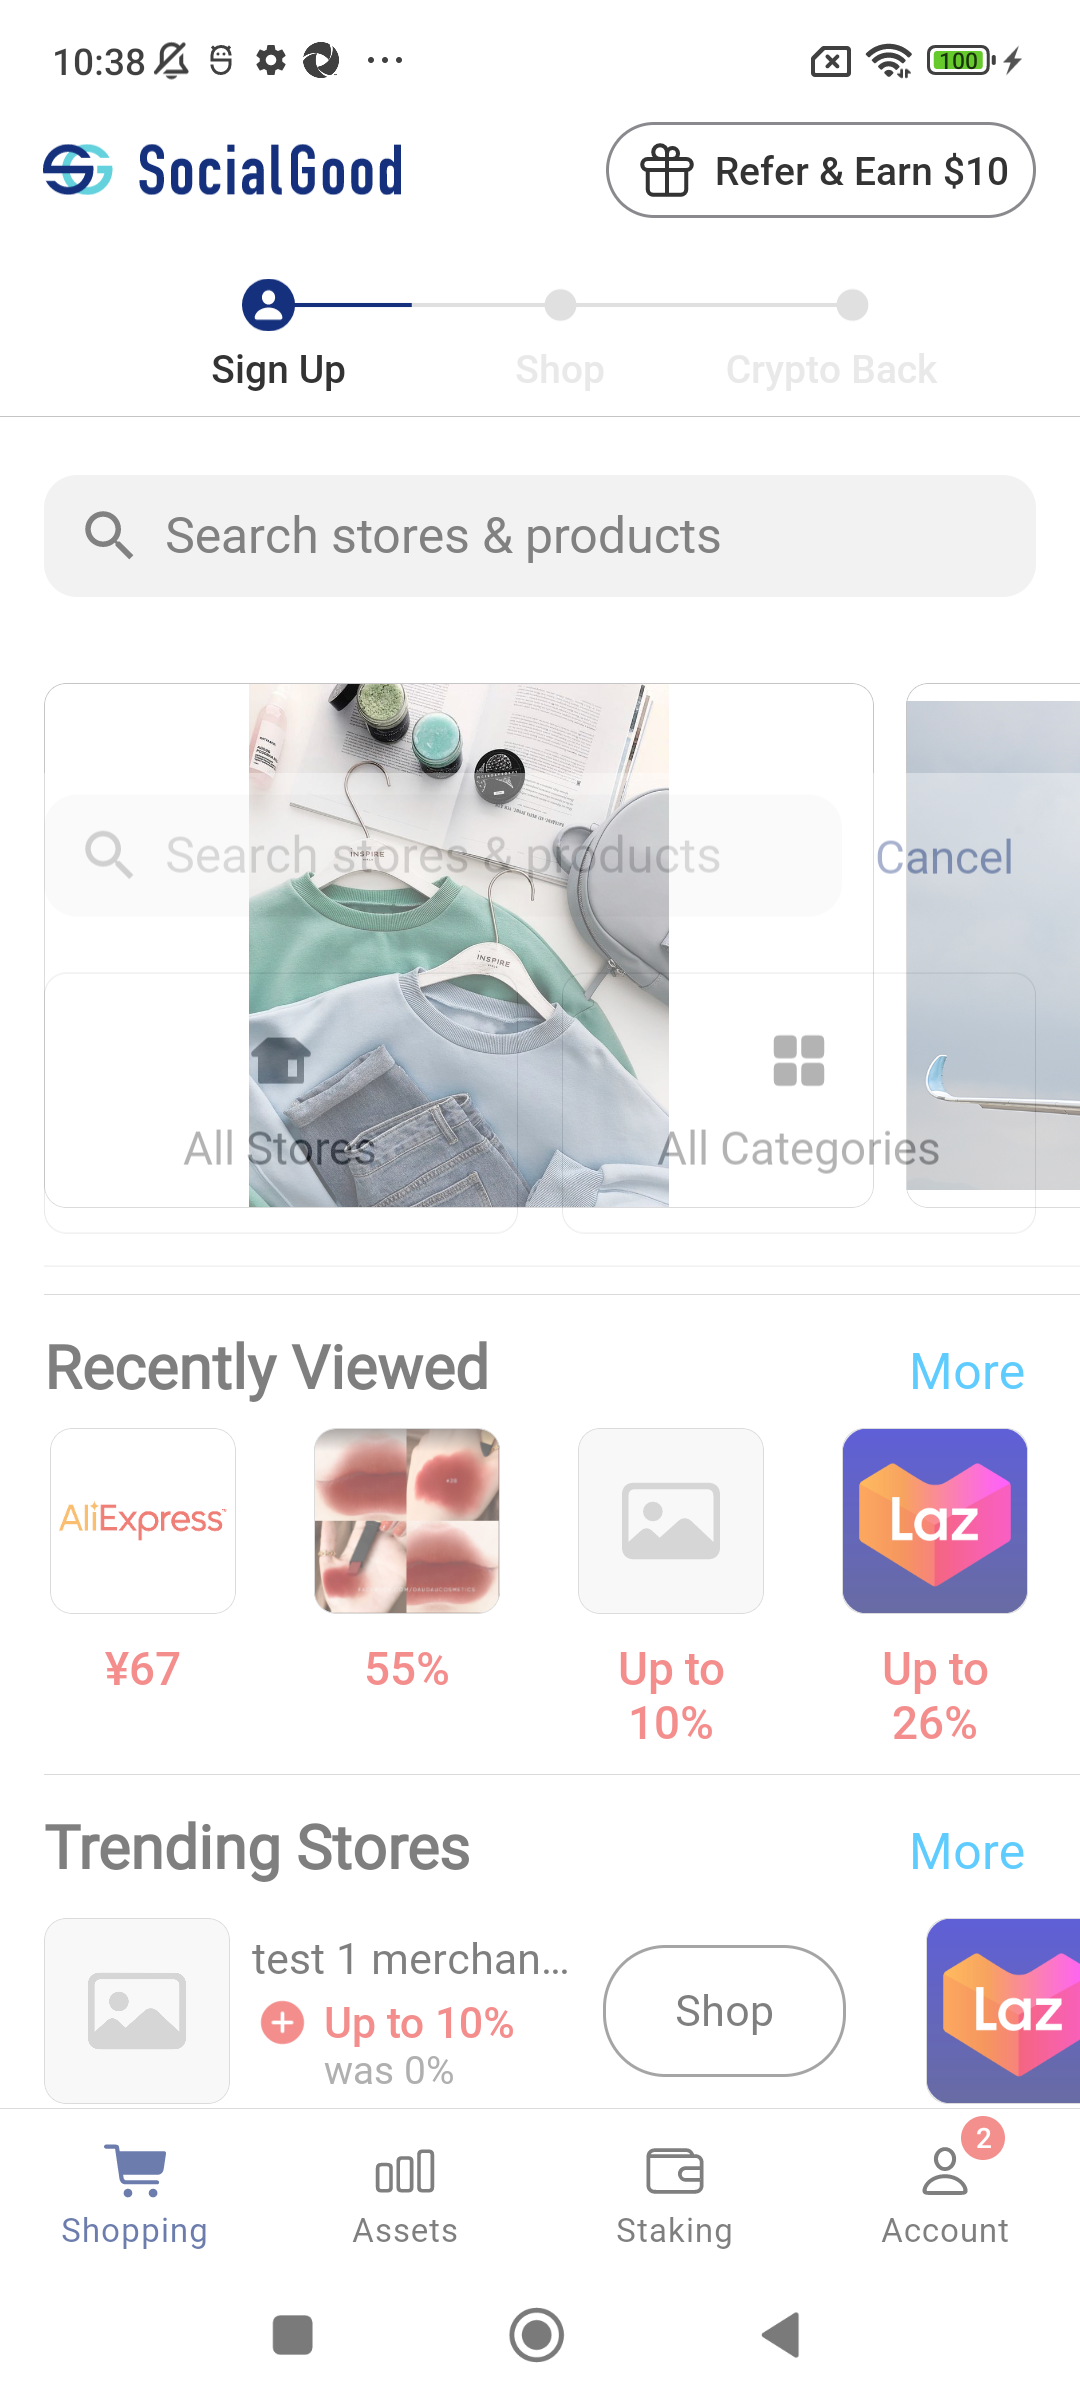 10:38
100
SocialGood
Refer & Earn $10
Sign Up
Shop
Crypto Back
Search stores & products
Search stores & products
Cancel
INSPIRE
INSPIRE
All Stores
All Categories
Recently Viewed
More
AliExpress
Laz
¥67
55%
Up to
10%
Up to
26%
Trending Stores
More
test 1 merchan...
Up to 10%
was 0%
Shop
Laz
2
Shopping
Assets
Staking
Account